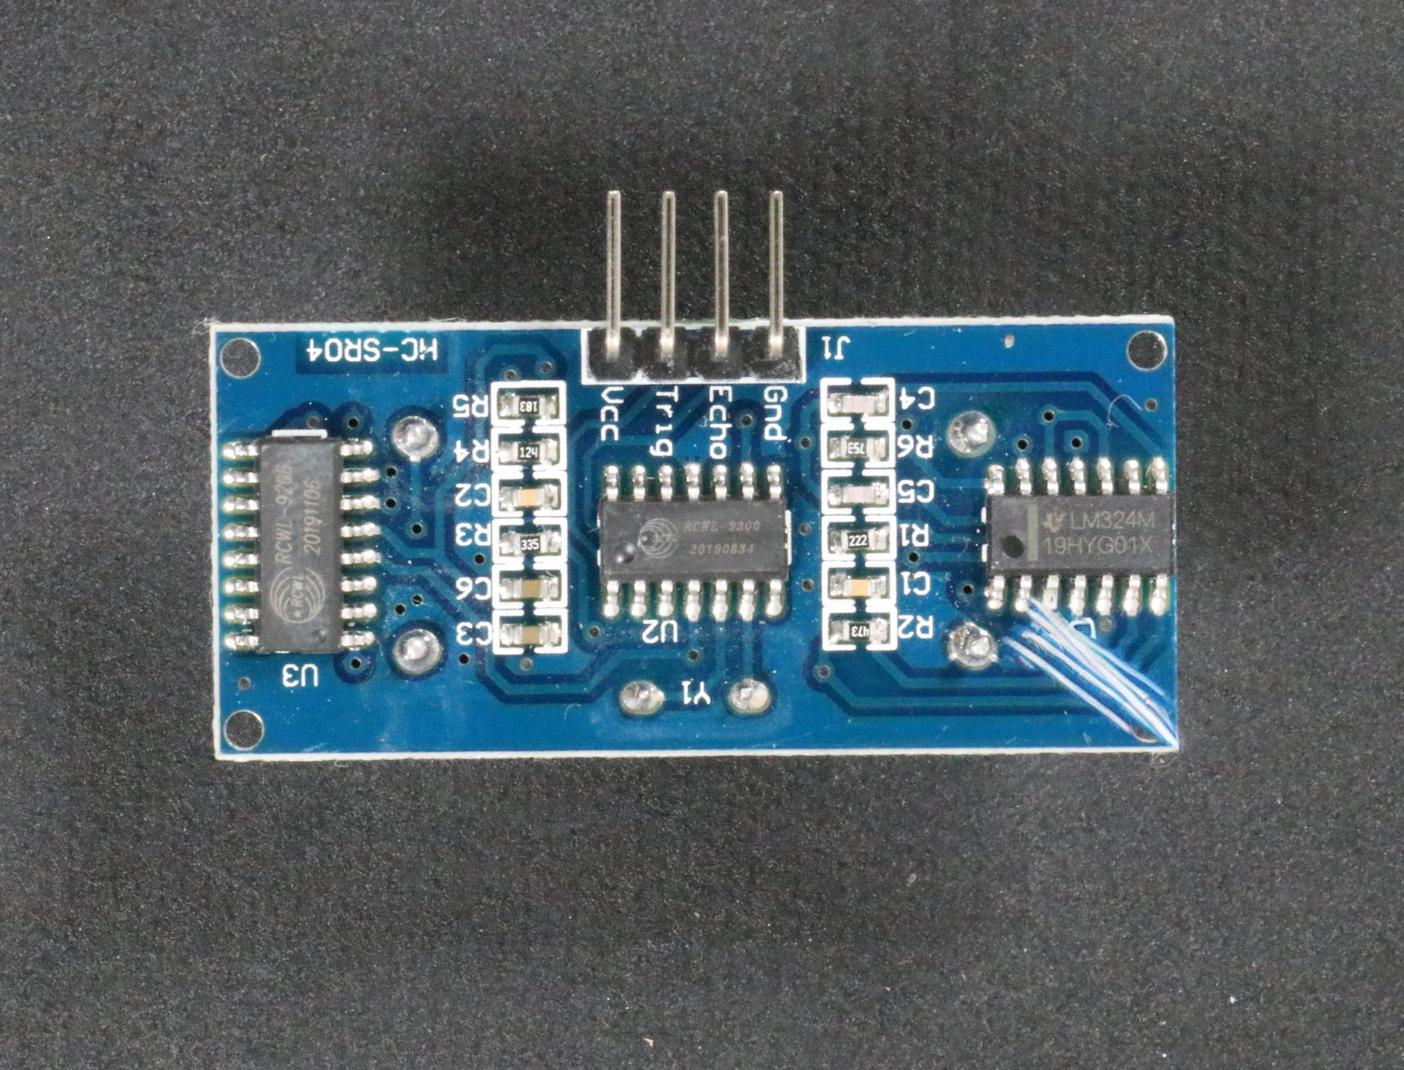 HC-SR04
J1
Vcc
Trig
Echo
Gnd
R5
183
R4
124
C2
R3
335
C6
C3
C4
R6
C5
R1
222
C1
R2
473
RCWL-9206
20191106
RCWL
U3
RCWL-9300
20190834
U2
Y1
LM324M
19HYG01X